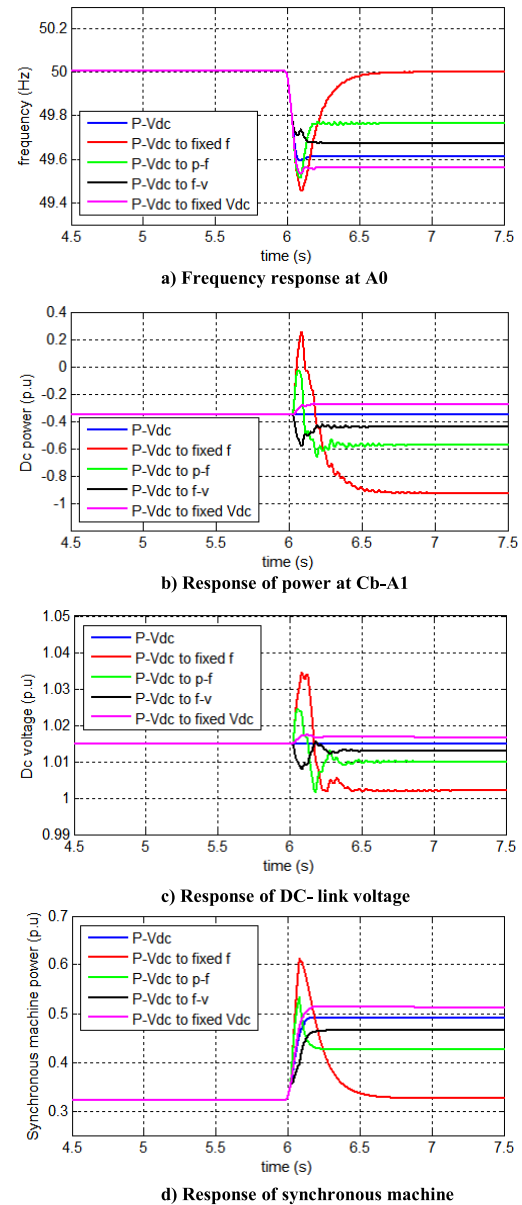 50.2
50
49.8
49.6
49.4
frequency (Hz)
P-Vdc
P-Vdc to fixed f
P-Vdc to p-f
P-Vdc to f-v
P-Vdc to fixed Vdc
4.5 5 5.5 6 6.5 7 7.5
time (s)
a) Frequency response at A0
0.4
0.2
0
-0.2
-0.4
-0.6
-0.8
-1
Dc power (p.u)
P-Vdc
P-Vdc to fixed f
P-Vdc to p-f
P-Vdc to f-v
P-Vdc to fixed Vdc
4.5 5 5.5 6 6.5 7 7.5
time (s)
b) Response of power at Cb-A1
1.05
1.04
1.03
1.02
1.01
1
0.99
Dc voltage (p.u)
P-Vdc
P-Vdc to fixed f
P-Vdc to p-f
P-Vdc to f-v
P-Vdc to fixed Vdc
4.5 5 5.5 6 6.5 7 7.5
time (s)
c) Response of DC- link voltage
0.7
0.6
0.5
0.4
0.3
Synchronous machine power (p.u)
P-Vdc
P-Vdc to fixed f
P-Vdc to p-f
P-Vdc to f-v
P-Vdc to fixed Vdc
4.5 5 5.5 6 6.5 7 7.5
time (s)
d) Response of synchronous machine